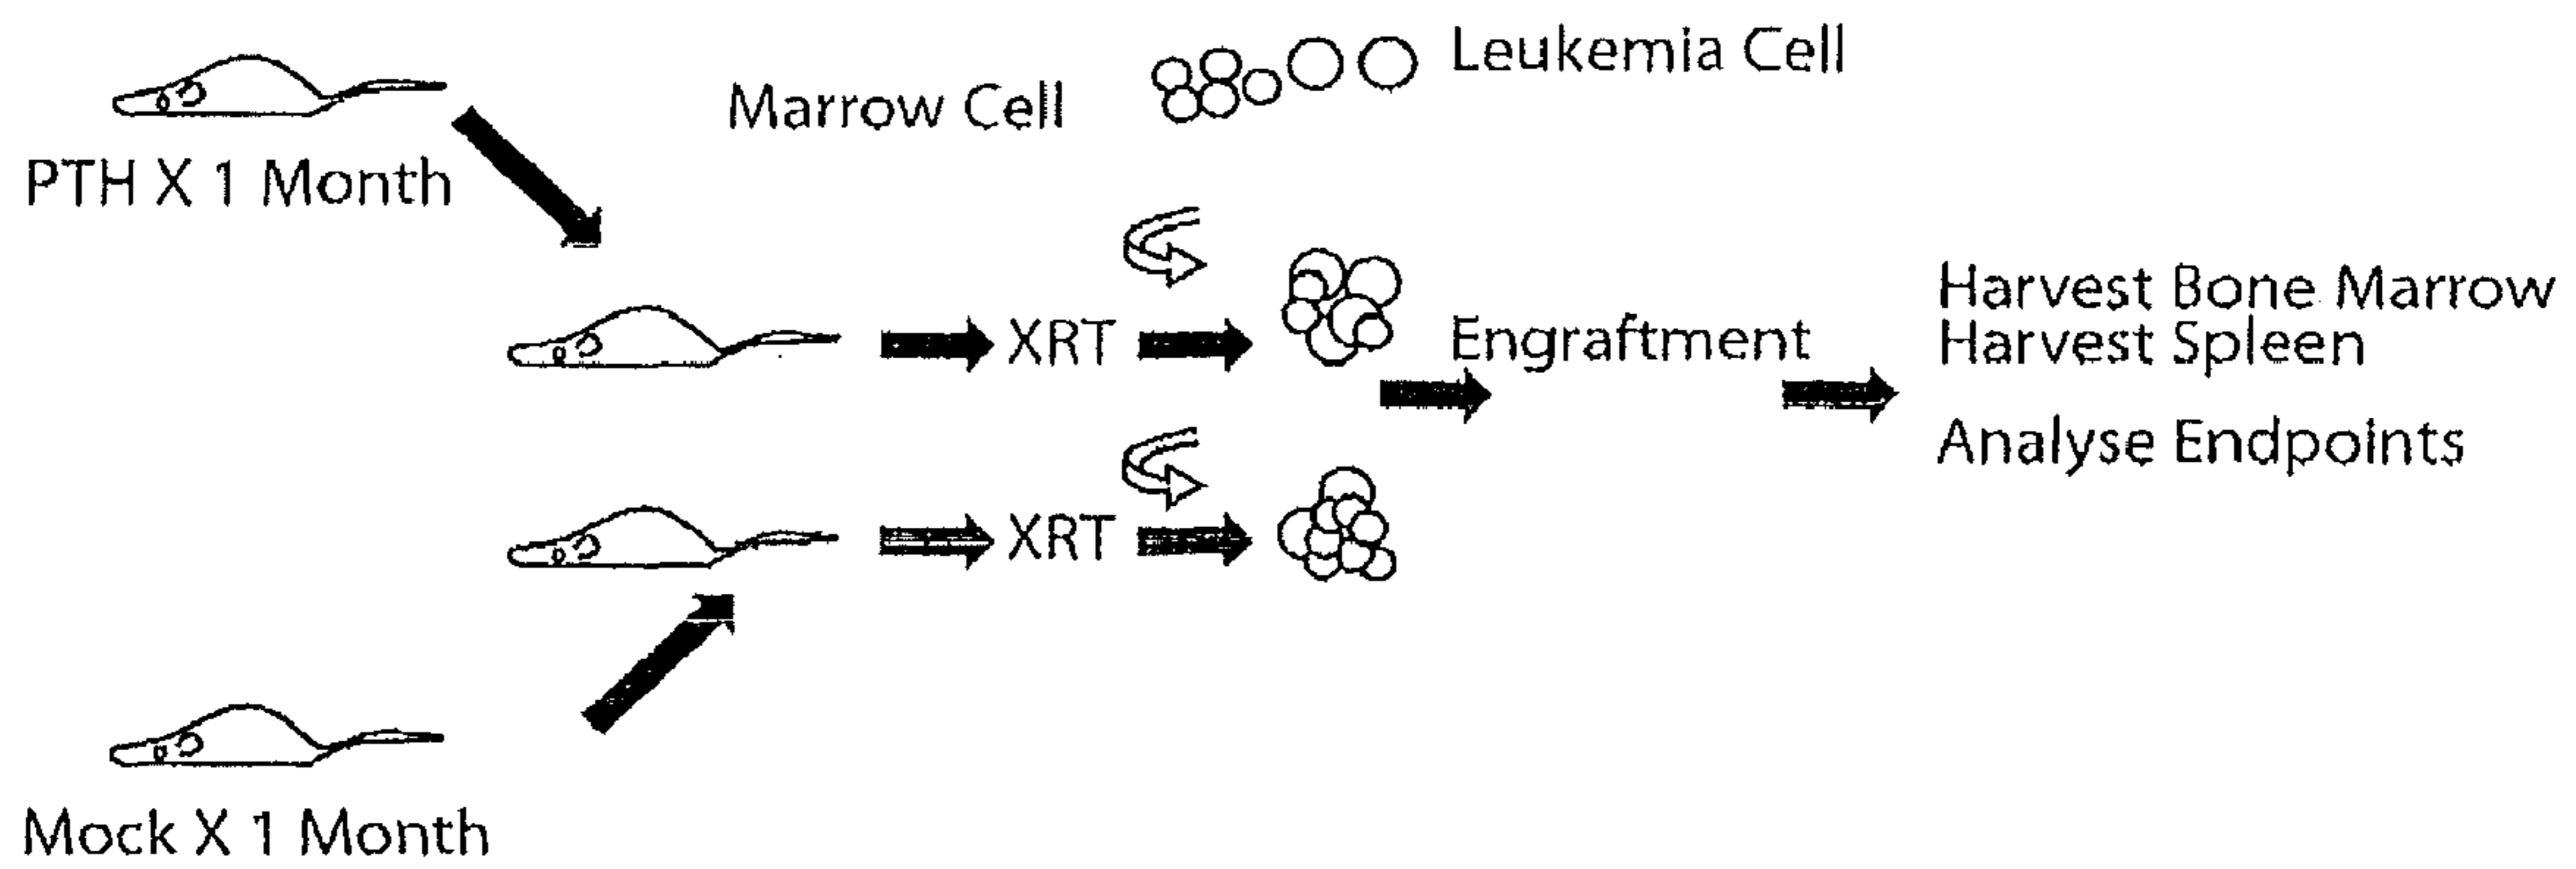 Leukemia Cell
Marrow Cell
PTH X 1 Month
XRT
Engraftment
Harvest Bone Marrow
Harvest Spleen
Analyse Endpoints
XRT
Mock X 1 Month